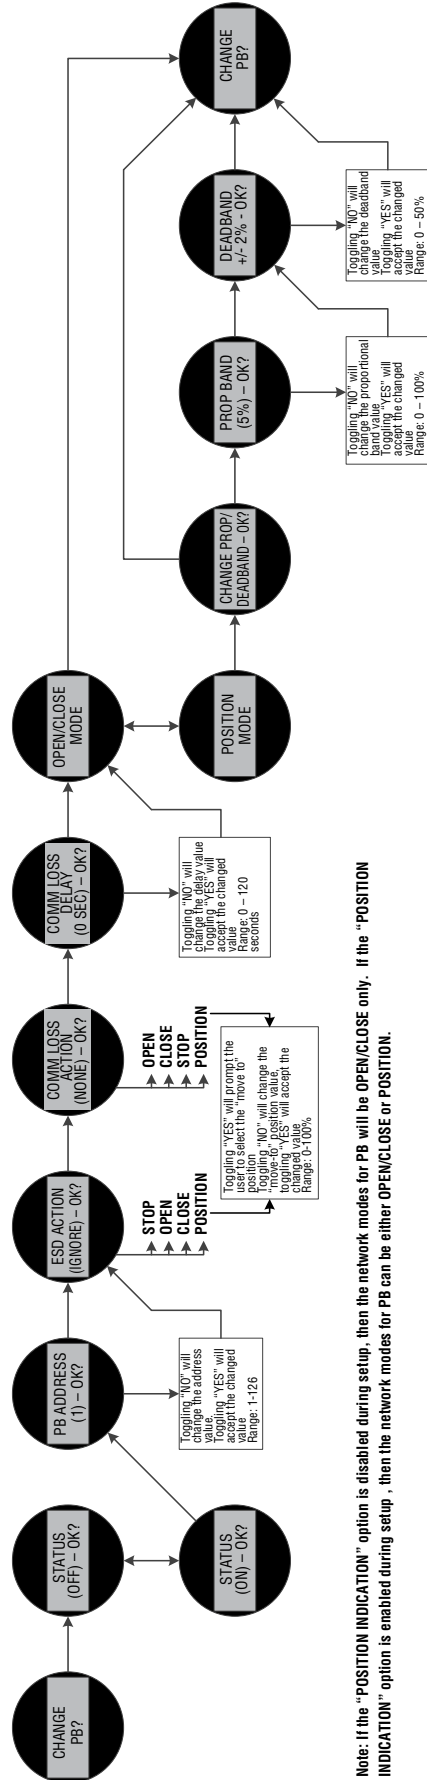 CHANGE
PB?
STATUS
(OFF) – OK?
STATUS
(ON) – OK?
PB ADDRESS
(1) – OK?
Toggling “NO” will
change the address
value, 
Toggling “YES” will
accept the changed
value
Range: 1-126
ESD ACTION
(IGNORE) – OK?
STOP
OPEN
CLOSE
POSITION
COMM LOSS
ACTION
(NONE) – OK?
OPEN
CLOSE
STOP
POSITION
Toggling “YES” will prompt the
user to select the “move to”
position
Toggling “NO” will change the
“move-to” position value,
toggling “YES” will accept the
changed value
Range: 0-100%
COMM LOSS
DELAY
(0 SEC) – OK?
Toggling “NO” will
change the delay value
Toggling “YES” will
accept the changed
value
Range: 0 – 120
seconds
OPEN/CLOSE
MODE
POSITION
MODE
CHANGE PROP/
DEADBAND – OK?
PROP BAND
(5%) – OK?
Toggling “NO” will
change the proportional
band value
Toggling “YES” will
accept the changed
value
Range: 0 – 100%
DEADBAND
+/- 2% - OK?
Toggling “NO” will
change the deadband
value
Toggling “YES” will
accept the changed
value
Range: 0 – 50%
CHANGE
PB?
Note: If the “POSITION INDICATION” option is disabled during setup, then the network modes for PB will be OPEN/CLOSE only. If the “POSITION
INDICATION” option is enabled during setup , then the network modes for PB can be either OPEN/CLOSE or POSITION.